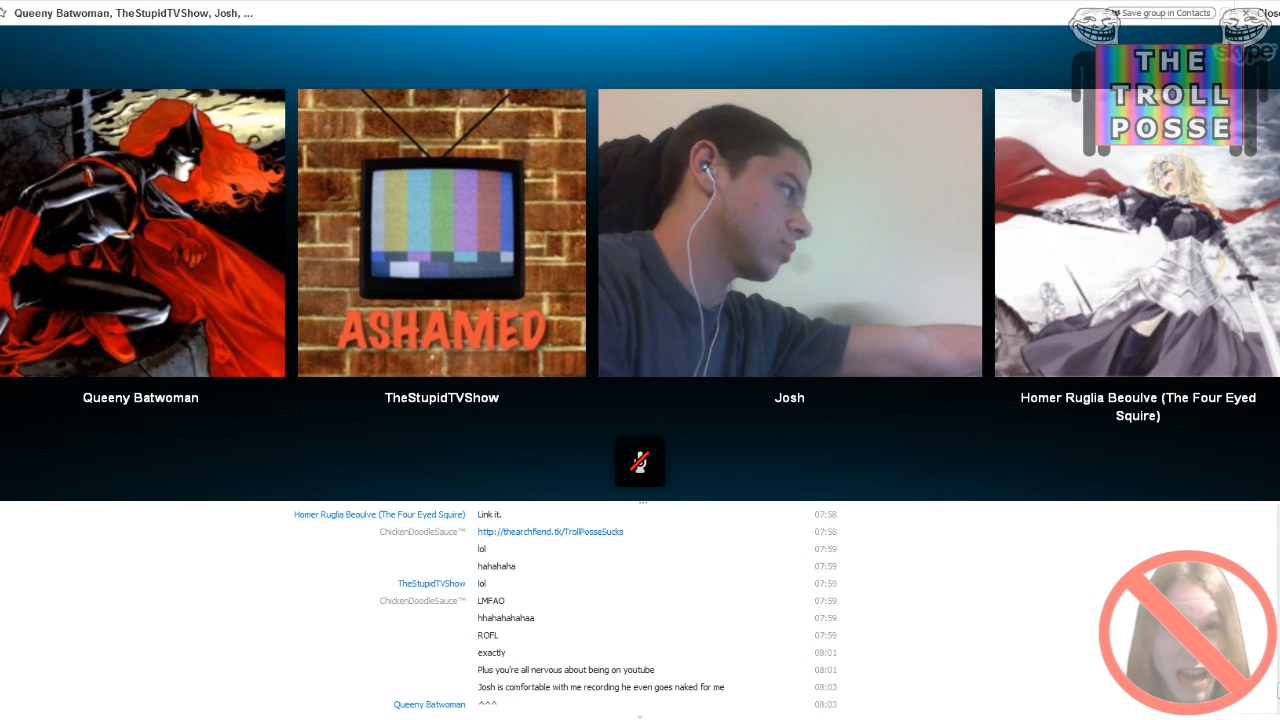 Queeny Batwoman, TheStupidTVShow, Josh, ...
Save group in Contacts
Close
skype
THE
TROLL
POSSE
ASHAMED
Queeny Batwoman
TheStupidTVShow
Josh
Homer Ruglia Beoulve (The Four Eyed
Squire)
Homer Ruglia Beoulve (The Four Eyed Squire) Link it. 07:58
ChickenDoodleSauce™ http://thearchfiend.tk/TrollPosseSucks 07:58
lol 07:59
hahahaha 07:59
TheStupidTVShow lol 07:59
ChickenDoodleSauce™ LMFAO 07:59
hhahahahahaa 07:59
ROFL 07:59
exactly 08:01
Plus you're all nervous about being on youtube 08:01
Josh is comfortable with me recording he even goes naked for me 08:03
Queeny Batwoman ^^^ 08:03